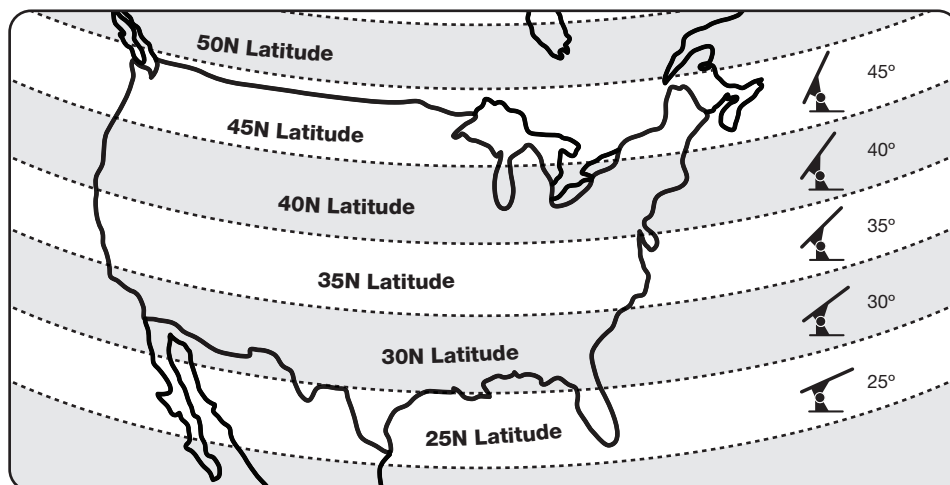 50N Latitude
45º
45N Latitude
40º
40N Latitude
35º
35N Latitude
30º
30N Latitude
25º
25N Latitude